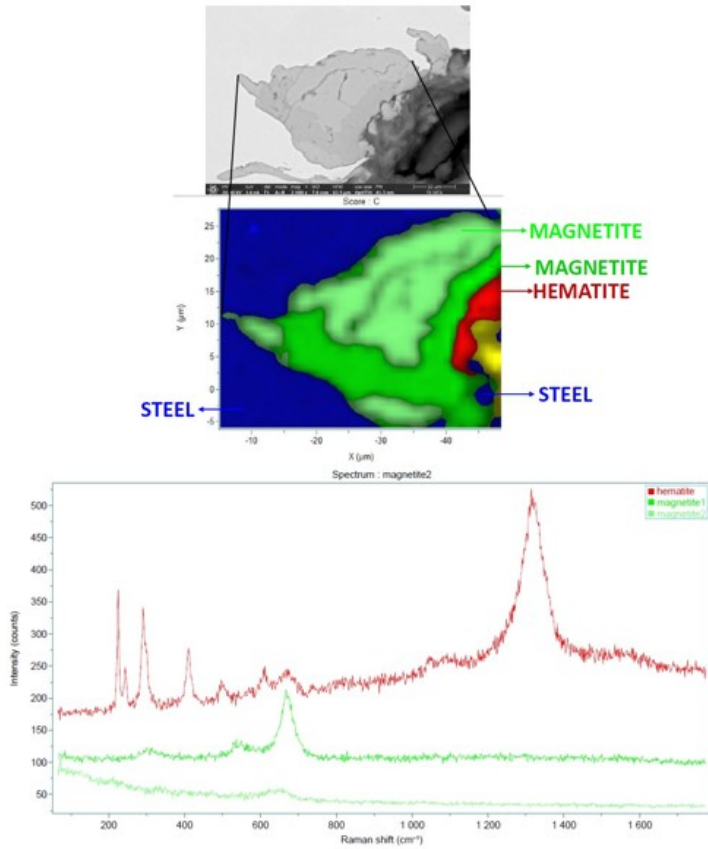 Score : C
MAGNETITE
MAGNETITE
HEMATITE
STEEL
STEEL
25
20
15
10
5
0
-5
Y (µm)
-10 -20 -30 -40
X (µm)
Spectrum : magnetite2
hematite
magnetite1
magnetite2
500
450
400
350
300
250
200
150
100
50
Intensity (counts)
200 400 600 800 1 000 1 200 1 400 1 600
Raman shift (cm⁻¹)